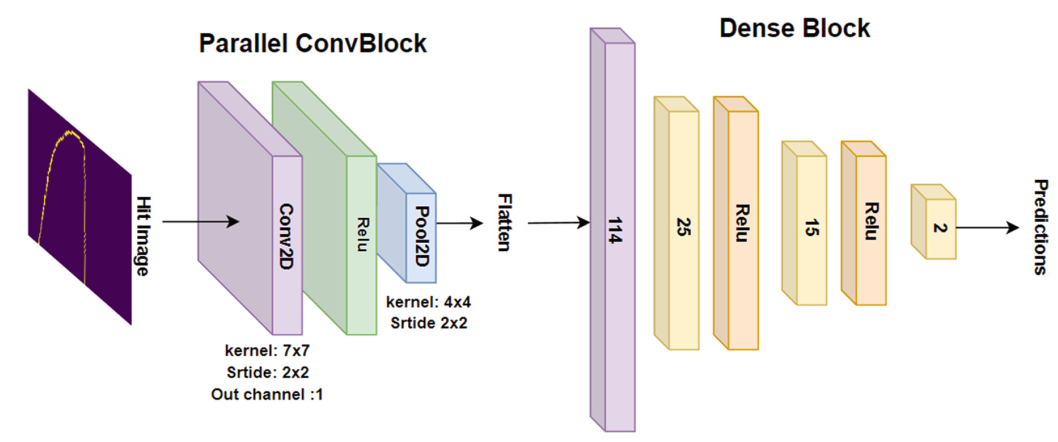 Parallel ConvBlock
Dense Block
Hit Image
Conv2D
Relu
Pool2D
kernel: 4x4
Srtide 2x2
kernel: 7x7
Srtide: 2x2
Out channel :1
Flatten
114
25
Relu
15
Relu
2
Predictions